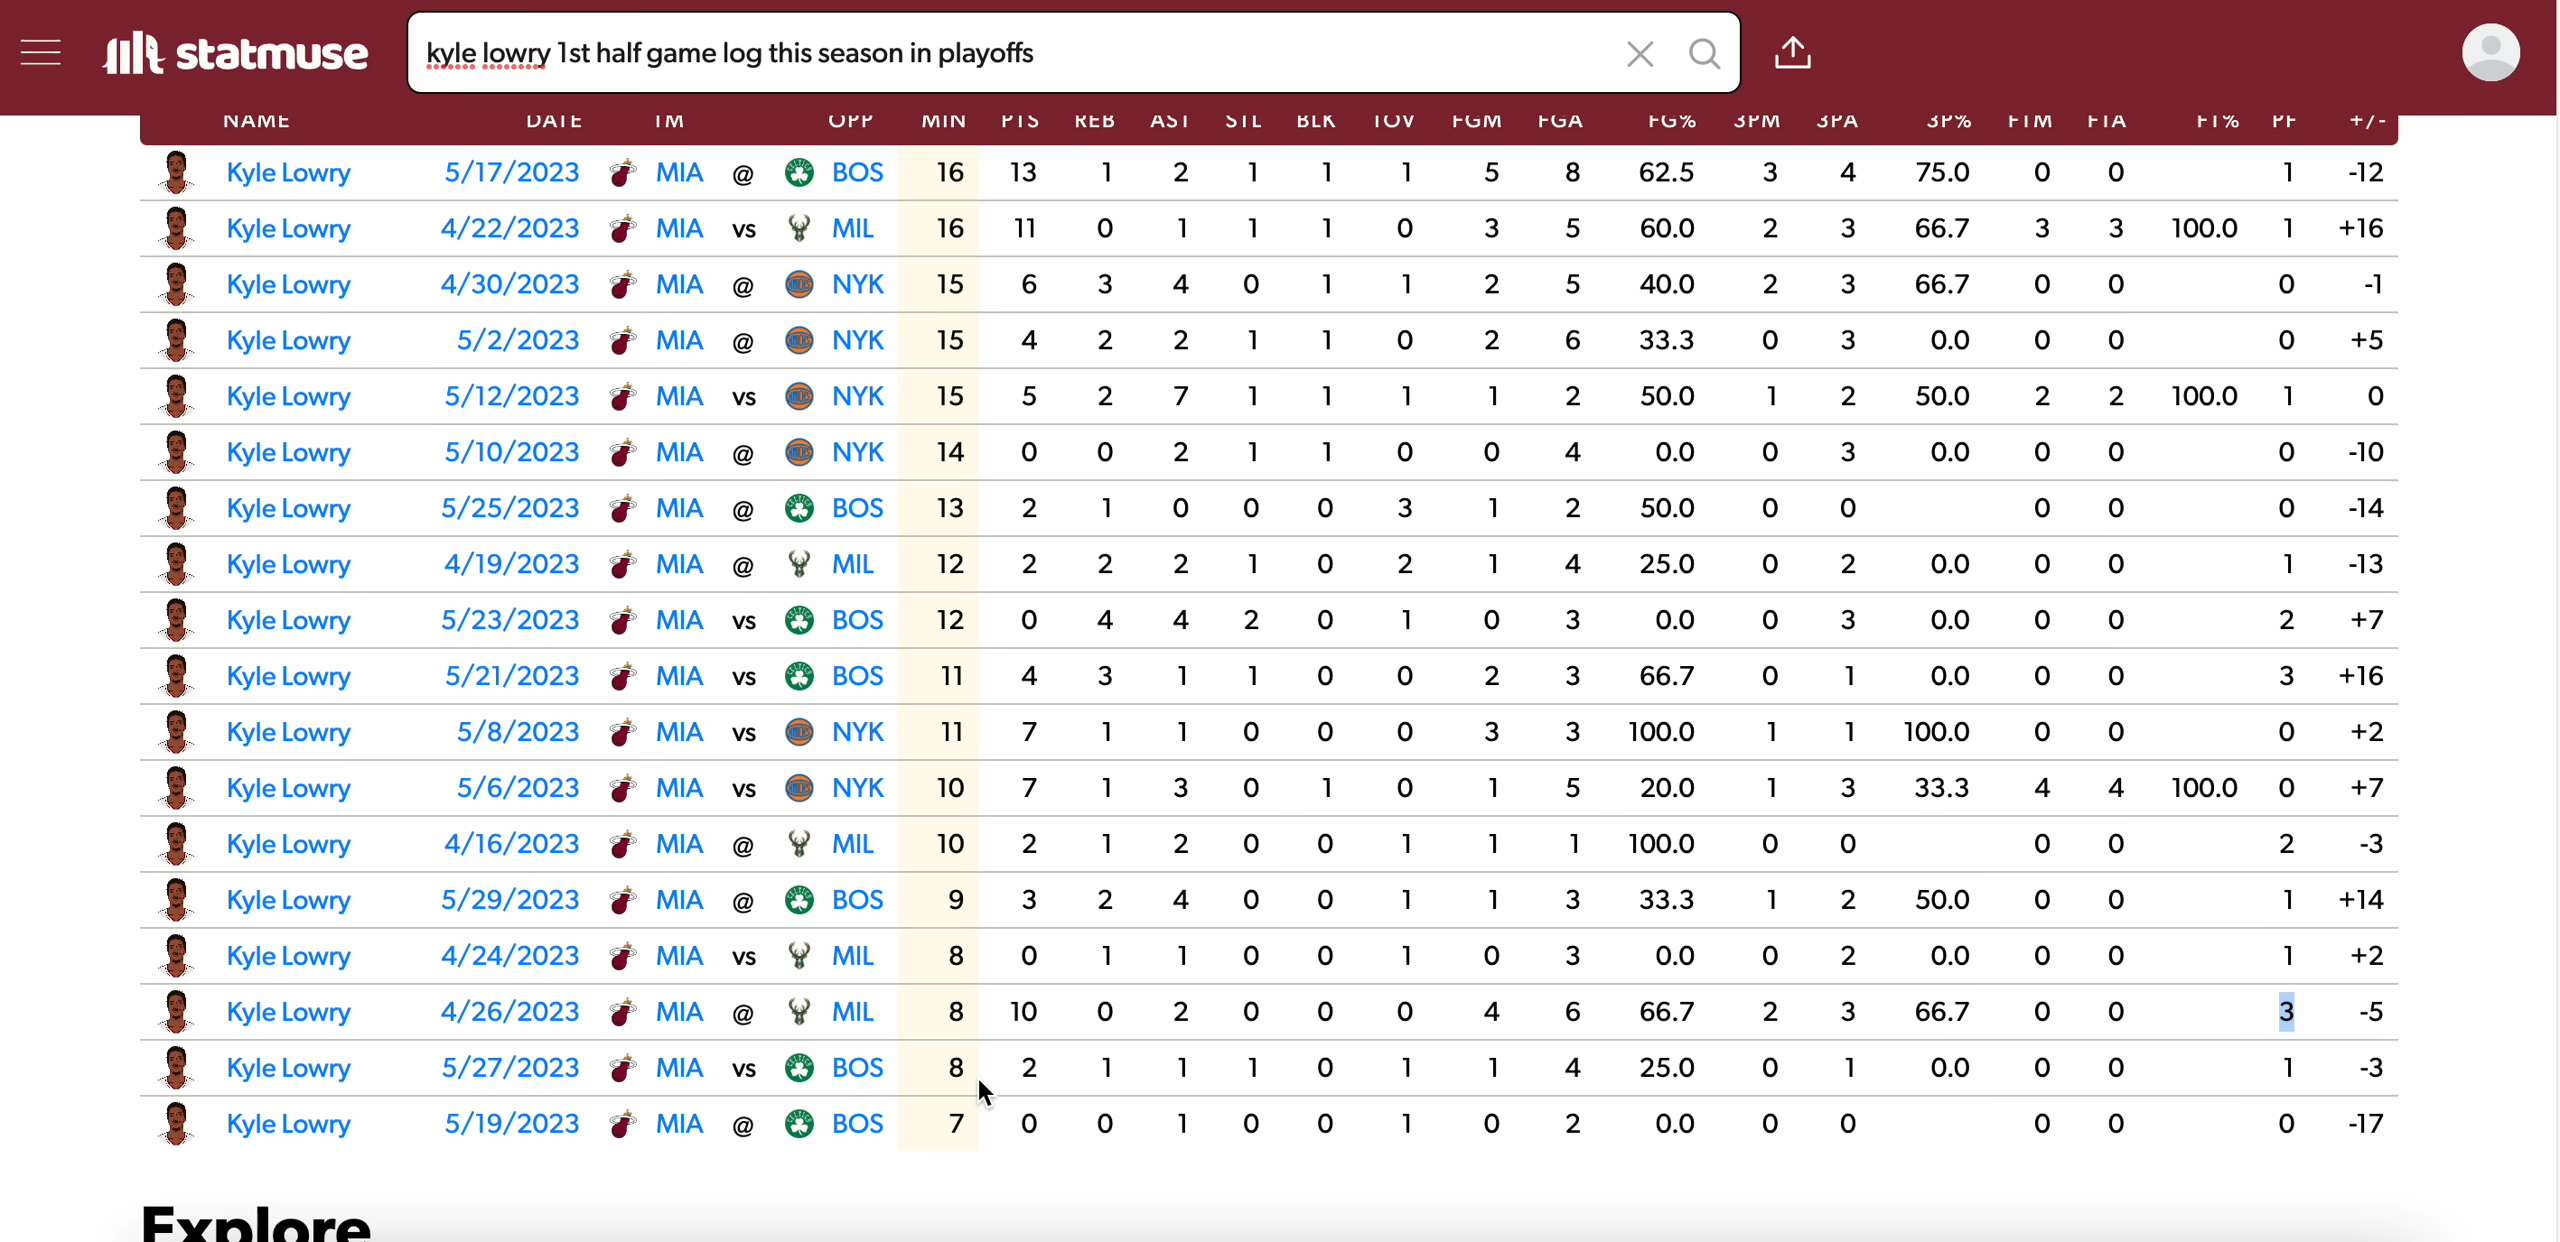 statmuse kyle lowry 1st half game log this season in playoffs
NAME DATE TM OPP MIN PTS REB AST STL BLK TOV FGM FGA FG% 3PM 3PA 3P% FTM FTA FT% PF +/-
Kyle Lowry 5/17/2023 MIA @ BOS 16 13 1 2 1 1 1 5 8 62.5 3 4 75.0 0 0 1 -12
Kyle Lowry 4/22/2023 MIA vs MIL 16 11 0 1 1 1 0 3 5 60.0 2 3 66.7 3 3 100.0 1 +16
Kyle Lowry 4/30/2023 MIA @ NYK 15 6 3 4 0 1 1 2 5 40.0 2 3 66.7 0 0 0 -1
Kyle Lowry 5/2/2023 MIA @ NYK 15 4 2 2 1 1 0 2 6 33.3 0 3 0.0 0 0 0 +5
Kyle Lowry 5/12/2023 MIA vs NYK 15 5 2 7 1 1 1 1 2 50.0 1 2 50.0 2 2 100.0 1 0
Kyle Lowry 5/10/2023 MIA @ NYK 14 0 0 2 1 1 0 0 4 0.0 0 3 0.0 0 0 0 -10
Kyle Lowry 5/25/2023 MIA @ BOS 13 2 1 0 0 0 3 1 2 50.0 0 0 0 0 0 -14
Kyle Lowry 4/19/2023 MIA @ MIL 12 2 2 2 1 0 2 1 4 25.0 0 2 0.0 0 0 1 -13
Kyle Lowry 5/23/2023 MIA vs BOS 12 0 4 4 2 0 1 0 3 0.0 0 3 0.0 0 0 2 +7
Kyle Lowry 5/21/2023 MIA vs BOS 11 4 3 1 1 0 0 2 3 66.7 0 1 0.0 0 0 3 +16
Kyle Lowry 5/8/2023 MIA vs NYK 11 7 1 1 0 0 0 3 3 100.0 1 1 100.0 0 0 0 +2
Kyle Lowry 5/6/2023 MIA vs NYK 10 7 1 3 0 1 0 1 5 20.0 1 3 33.3 4 4 100.0 0 +7
Kyle Lowry 4/16/2023 MIA @ MIL 10 2 1 2 0 0 1 1 1 100.0 0 0 0 0 2 -3
Kyle Lowry 5/29/2023 MIA @ BOS 9 3 2 4 0 0 1 1 3 33.3 1 2 50.0 0 0 1 +14
Kyle Lowry 4/24/2023 MIA vs MIL 8 0 1 1 0 0 1 0 3 0.0 0 2 0.0 0 0 1 +2
Kyle Lowry 4/26/2023 MIA @ MIL 8 10 0 2 0 0 0 4 6 66.7 2 3 66.7 0 0 3 -5
Kyle Lowry 5/27/2023 MIA vs BOS 8 2 1 1 1 0 1 1 4 25.0 0 1 0.0 0 0 1 -3
Kyle Lowry 5/19/2023 MIA @ BOS 7 0 0 1 0 0 1 0 2 0.0 0 0 0 0 0 -17
Explore